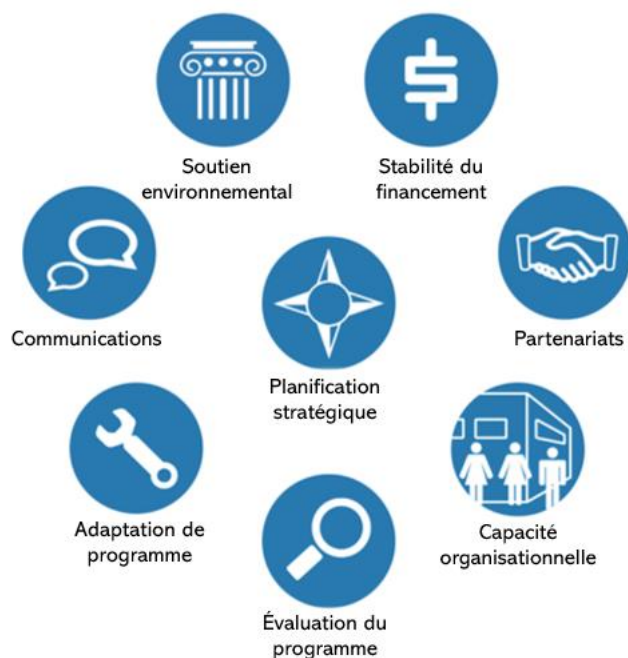 Soutien
environnemental
Stabilité du
financement
Communications
Planification
stratégique
Partenariats
Adaptation de
programme
Capacité
organisationnelle
Évaluation du
programme